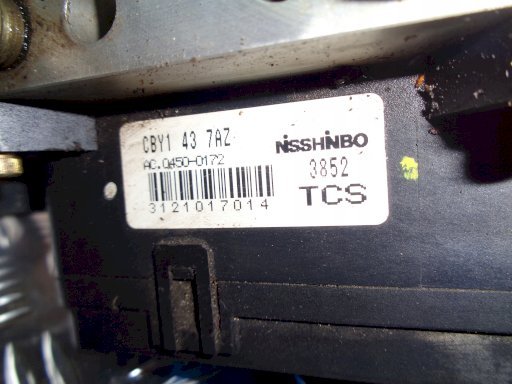 CBY1 43 7AZ
NiSSHiNBO
AC.0450-0172
3852
3121017014
TCS